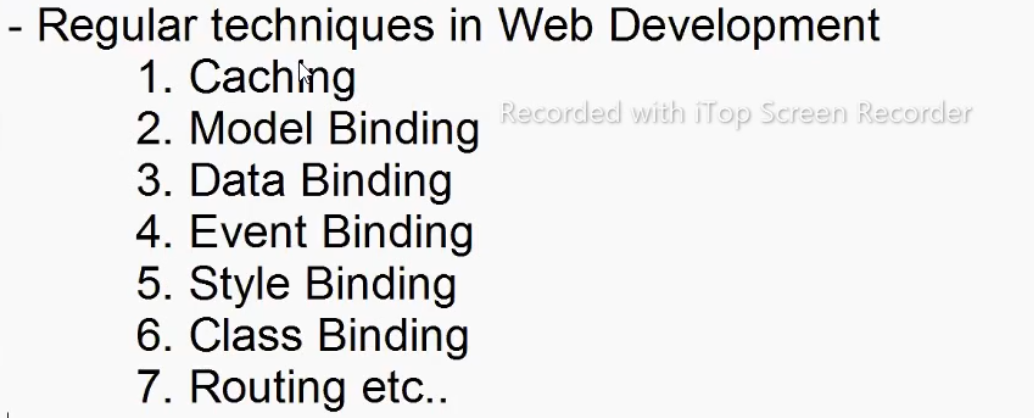 - Regular techniques in Web Development
1. Caching
Recorded with iTop Screen Recorder
2. Model Binding
3. Data Binding
4. Event Binding
5. Style Binding
6. Class Binding
7. Routing etc..